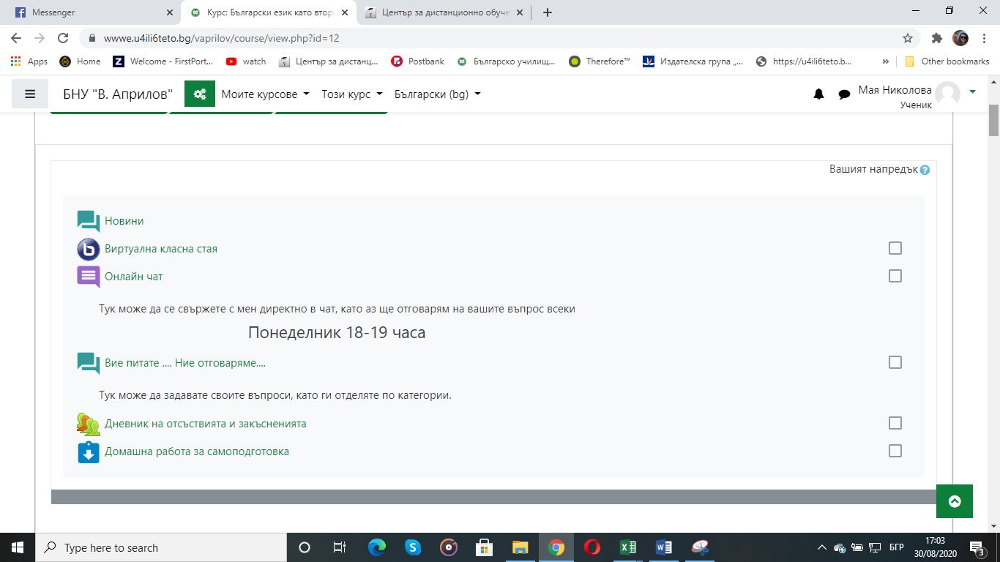 Messenger
Курс: Български език като втори
Център за дистанционно обуче
wwwe.u4ili6teto.bg/vaprilov/course/view.php?id=12
Apps
Home
Welcome - FirstPort...
watch
Център за дистанц...
Postbank
Българско училищ...
Therefore™
Издателска група „...
https://u4ili6teto.b...
»
Other bookmarks
БНУ "В. Априлов"
Моите курсове
Този курс
Български (bg)
Мая Николова
Ученик
Вашият напредък
Новини
Виртуална класна стая
Онлайн чат
Тук може да се свържете с мен директно в чат, като аз ще отговарям на вашите въпрос всеки
Понеделник 18-19 часа
Вие питате .... Ние отговаряме....
Тук може да задавате своите въпроси, като ги отделяте по категории.
Дневник на отсъствията и закъсненията
Домашна работа за самоподготовка
Type here to search
БГР
17:03
30/08/2020
3